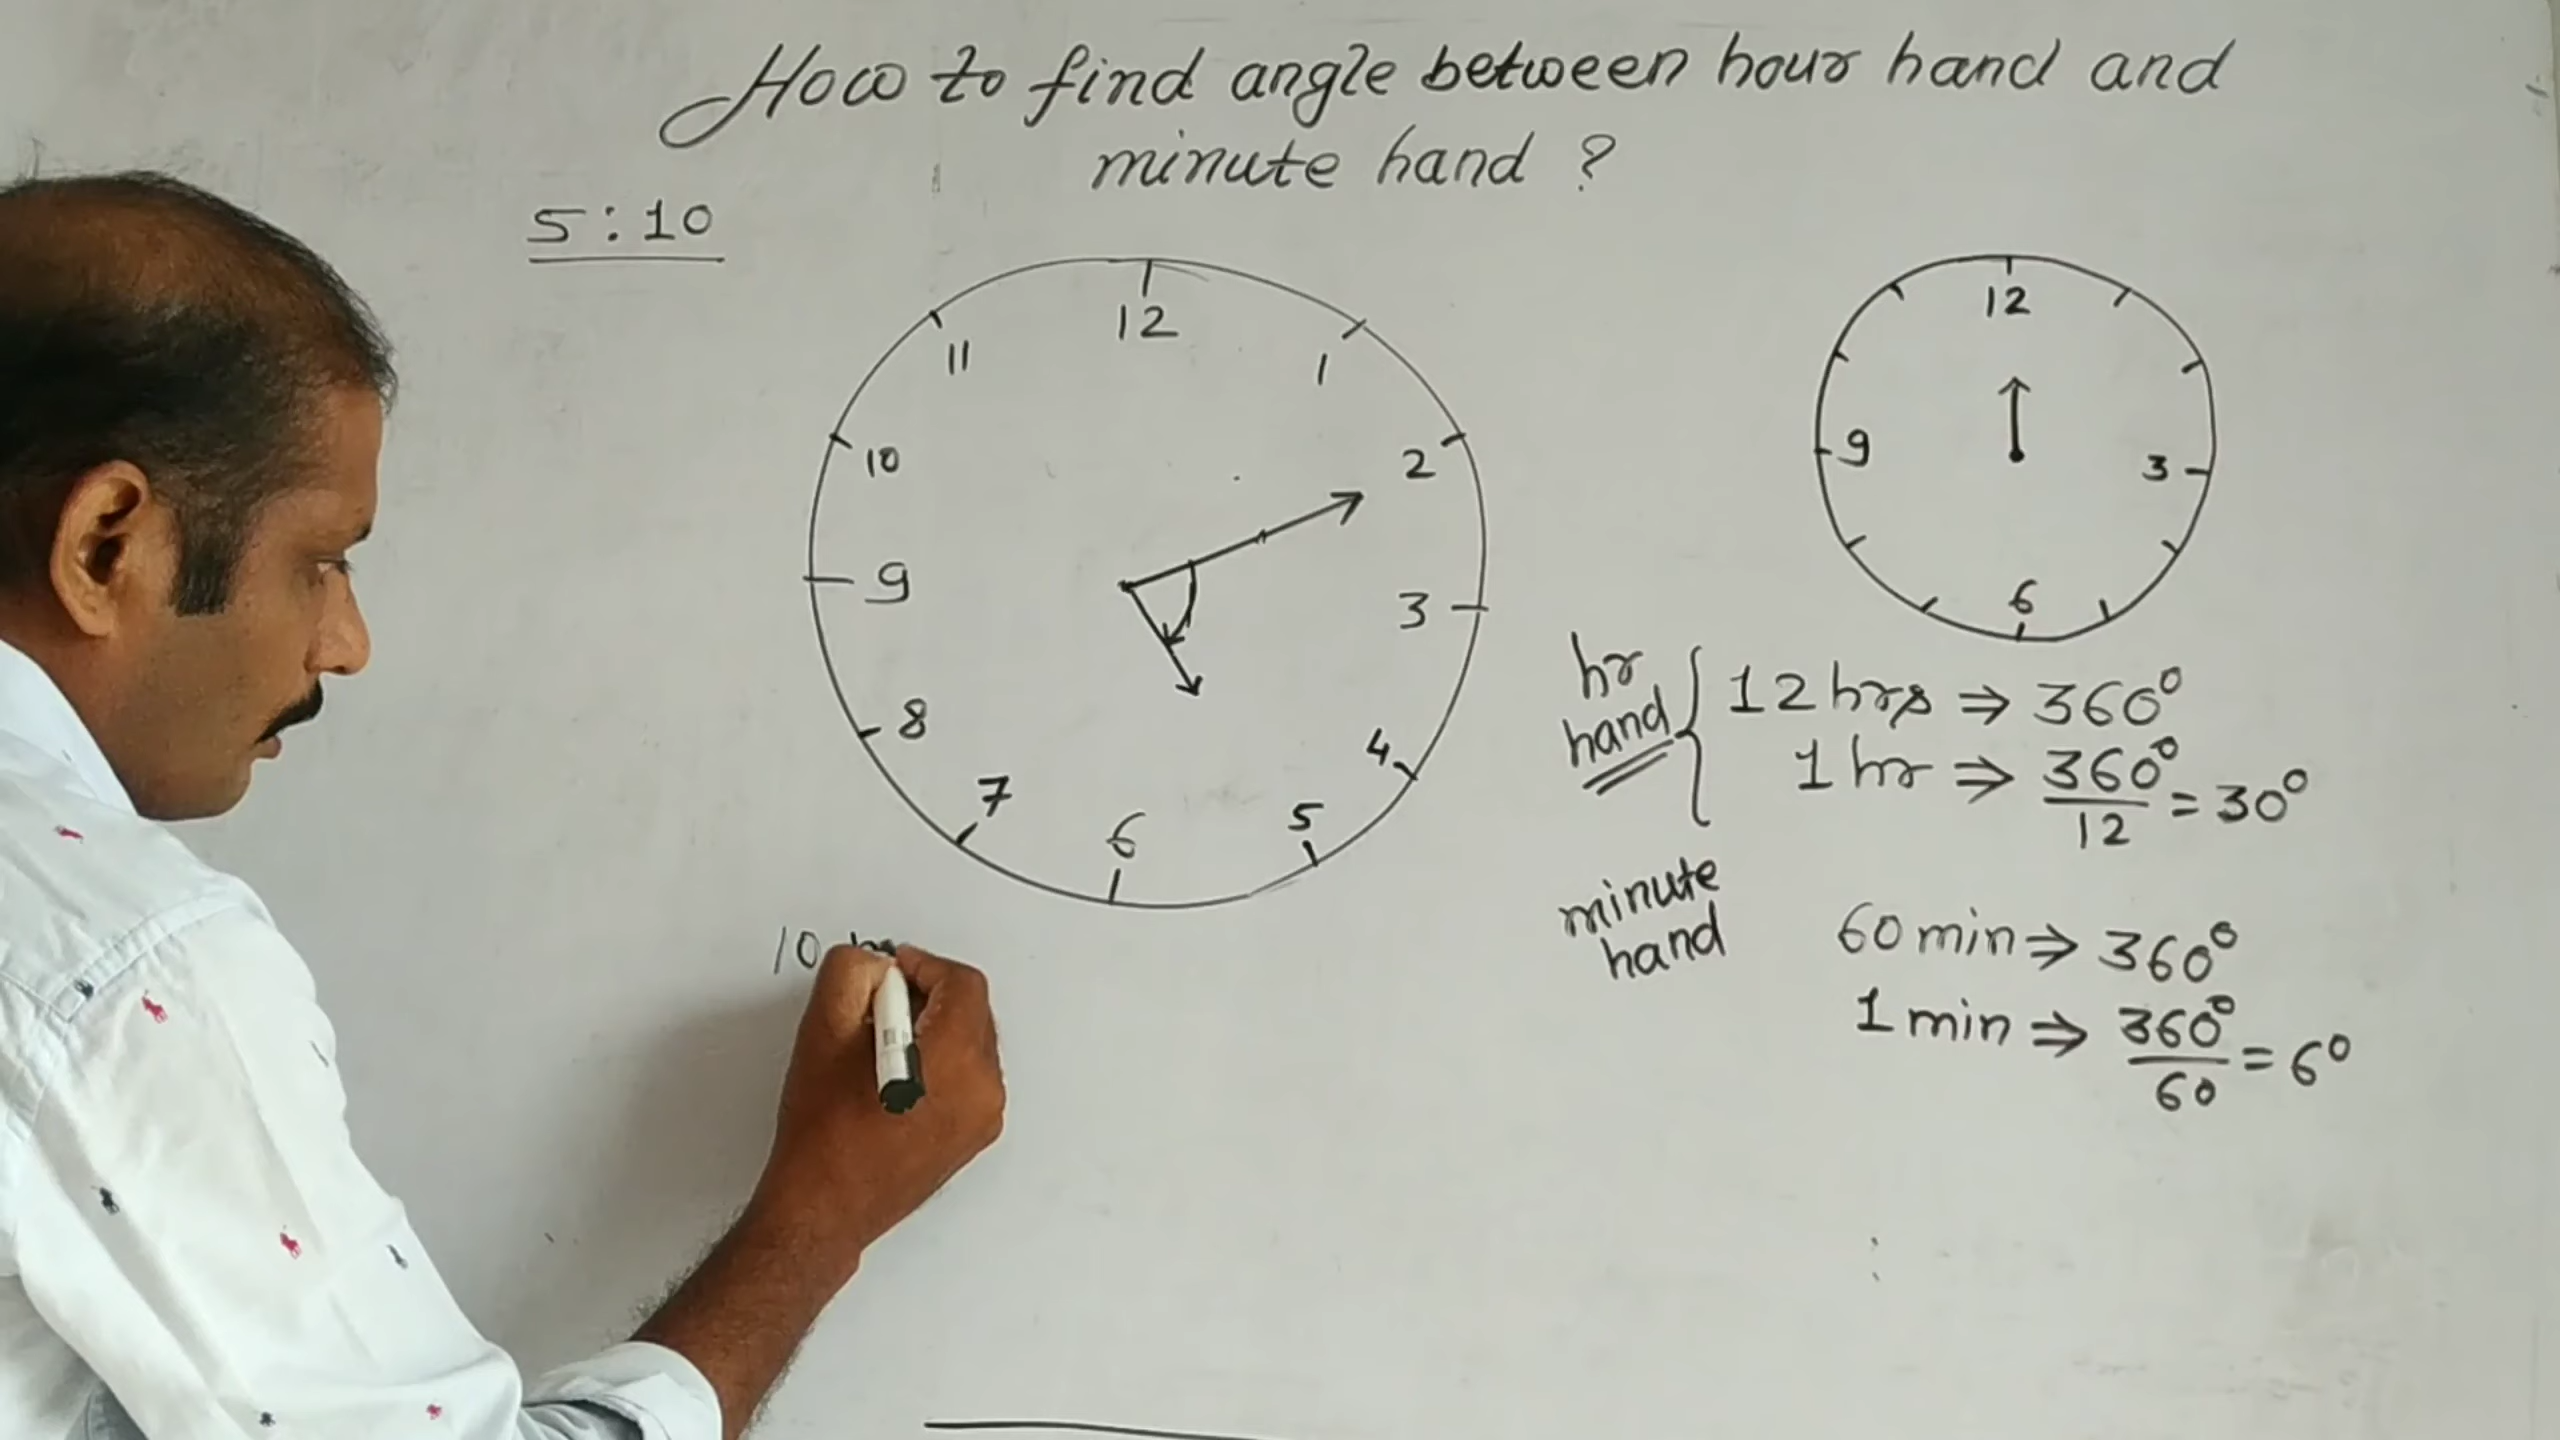 How to find angle between hour hand and
minute hand ?
5:10
12
11
1
10
2
9
3
8
4
7
5
6
12
9
3
6
hr
hand
12 hrs ⇒ 360°
1 hr ⇒ 360°/12 = 30°
minute
hand
60 min ⇒ 360°
1 min ⇒ 360°/60 = 6°
10